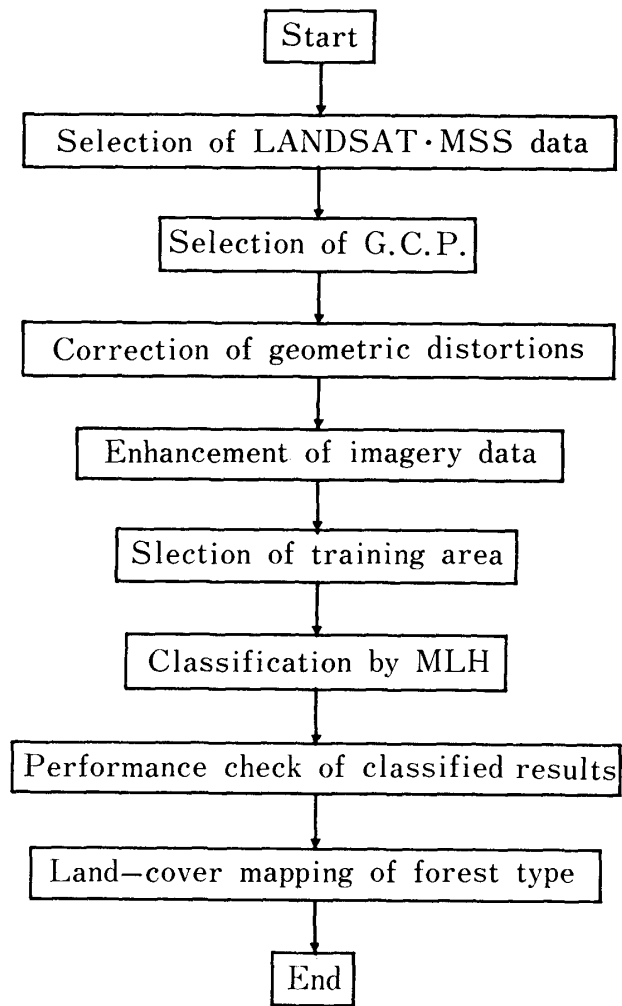 Start
Selection of LANDSAT·MSS data
Selection of G.C.P.
Correction of geometric distortions
Enhancement of imagery data
Slection of training area
Classification by MLH
Performance check of classified results
Land–cover mapping of forest type
End